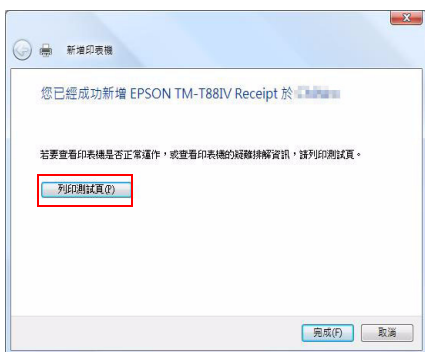 新增印表機
您已經成功新增 EPSON TM-T88IV Receipt 於
若要查看印表機是否正常運作，或查看印表機的疑難排解資訊，請列印測試頁。
列印測試頁(P)
完成(F)
取消